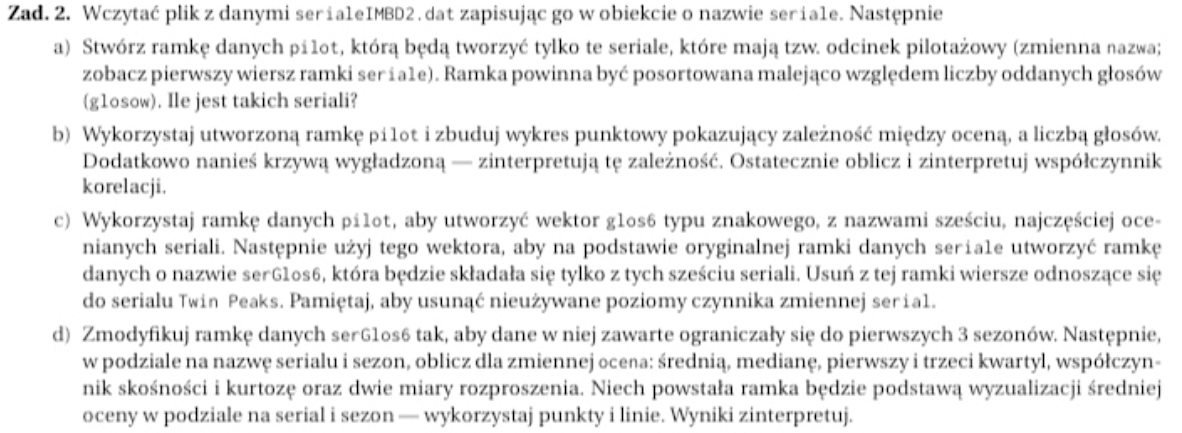 Zad. 2. Wczytać plik z danymi serialeIMBD2.dat zapisując go w obiekcie o nazwie seriale. Następnie
a) Stwórz ramkę danych pilot, którą będą tworzyć tylko te seriale, które mają tzw. odcinek pilotażowy (zmienna nazwa;
zobacz pierwszy wiersz ramki seriale). Ramka powinna być posortowana malejąco względem liczby oddanych głosów
(glosow). Ile jest takich seriali?
b) Wykorzystaj utworzoną ramkę pilot i zbuduj wykres punktowy pokazujący zależność między oceną, a liczbą głosów.
Dodatkowo nanieś krzywą wygładzoną — zinterpretują tę zależność. Ostatecznie oblicz i zinterpretuj współczynnik
korelacji.
c) Wykorzystaj ramkę danych pilot, aby utworzyć wektor glos6 typu znakowego, z nazwami sześciu, najczęściej oce-
nianych seriali. Następnie użyj tego wektora, aby na podstawie oryginalnej ramki danych seriale utworzyć ramkę
danych o nazwie serGlos6, która będzie składała się tylko z tych sześciu seriali. Usuń z tej ramki wiersze odnoszące się
do serialu Twin Peaks. Pamiętaj, aby usunąć nieużywane poziomy czynnika zmiennej serial.
d) Zmodyfikuj ramkę danych serGlos6 tak, aby dane w niej zawarte ograniczały się do pierwszych 3 sezonów. Następnie,
w podziale na nazwę serialu i sezon, oblicz dla zmiennej ocena: średnią, medianę, pierwszy i trzeci kwartyl, współczyn-
nik skośności i kurtozę oraz dwie miary rozproszenia. Niech powstała ramka będzie podstawą wyzualizacji średniej
oceny w podziale na serial i sezon — wykorzystaj punkty i linie. Wyniki zinterpretuj.